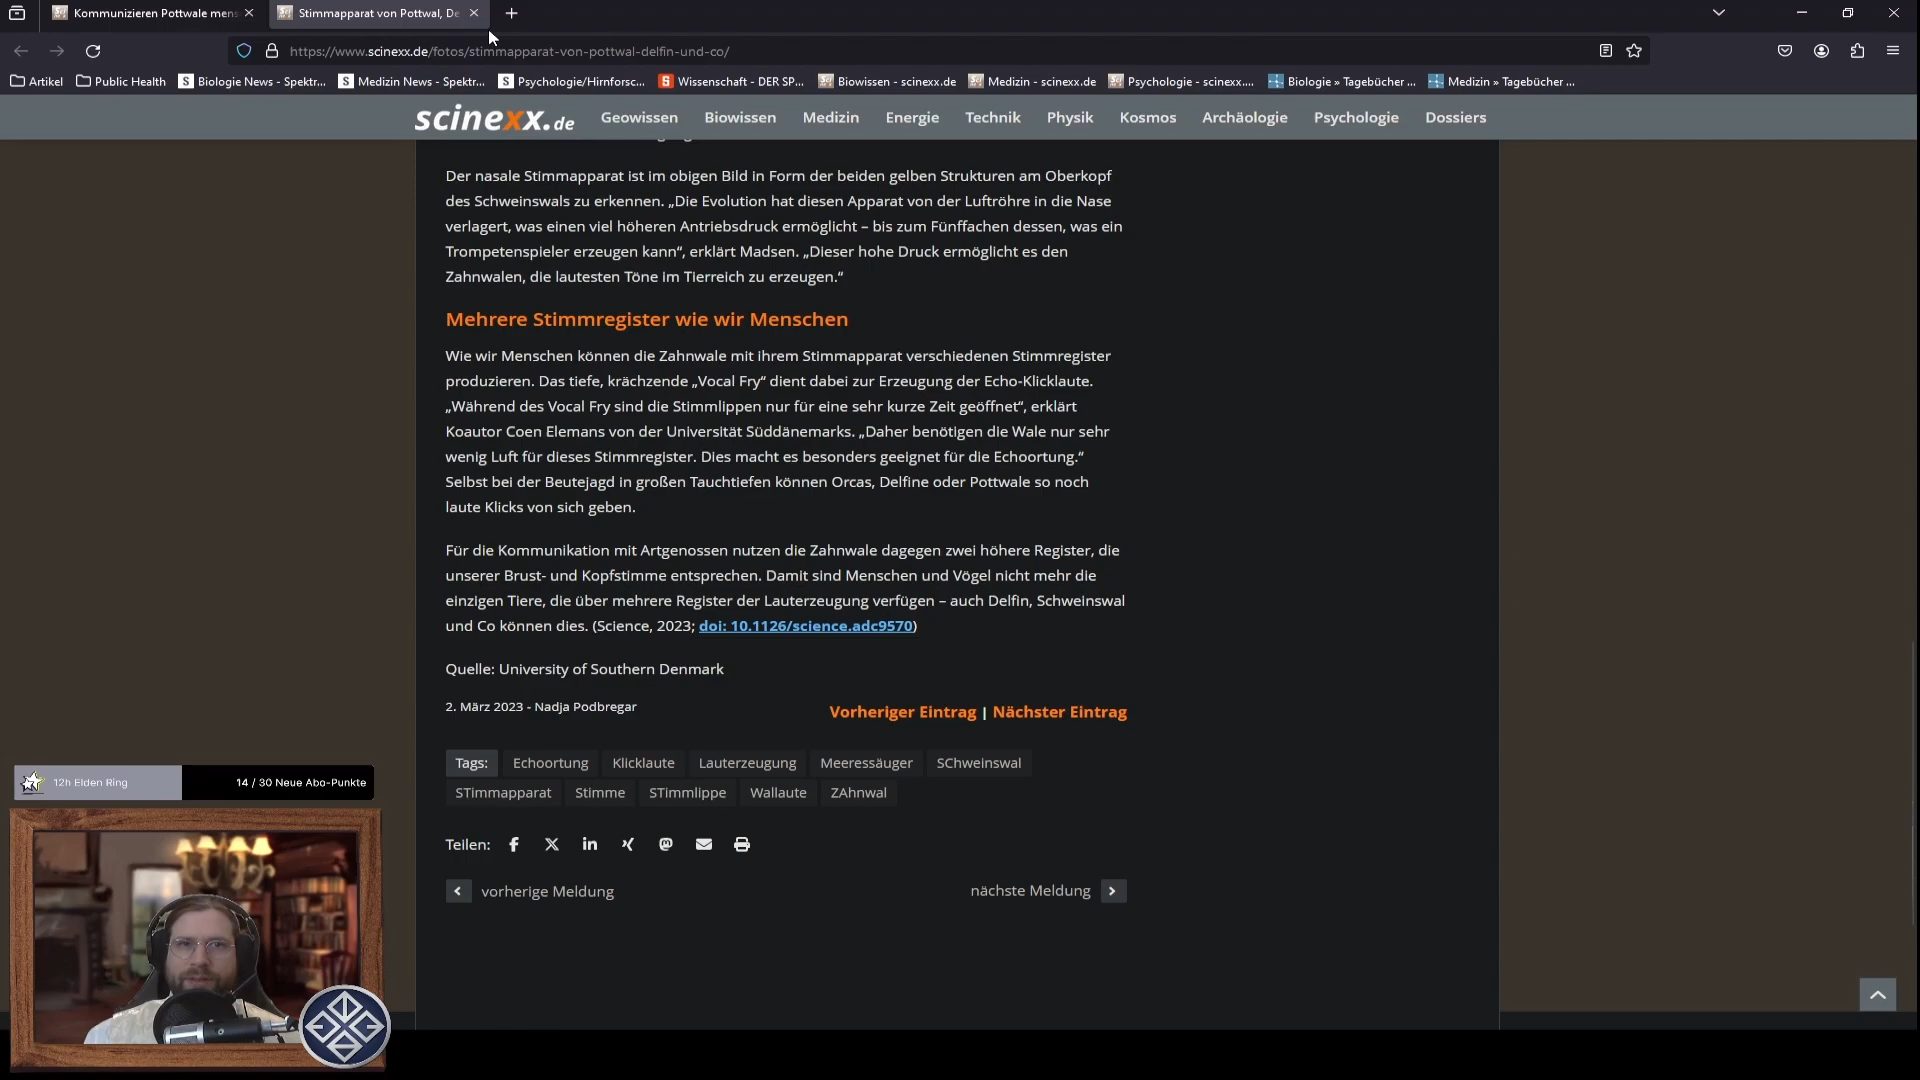 Kommunizieren Pottwale mens
Stimmapparat von Pottwal, De
https://www.scinexx.de/fotos/stimmapparat-von-pottwal-delfin-und-co/
Artikel
Public Health
Biologie News - Spektr...
Medizin News - Spektr...
Psychologie/Hirnforsc...
Wissenschaft - DER SP...
Biowissen - scinexx.de
Medizin - scinexx.de
Psychologie - scinexx....
Biologie » Tagebücher ...
Medizin » Tagebücher ...
scinexx.de
Geowissen
Biowissen
Medizin
Energie
Technik
Physik
Kosmos
Archäologie
Psychologie
Dossiers
Der nasale Stimmapparat ist im obigen Bild in Form der beiden gelben Strukturen am Oberkopf
des Schweinswals zu erkennen. „Die Evolution hat diesen Apparat von der Luftröhre in die Nase
verlagert, was einen viel höheren Antriebsdruck ermöglicht – bis zum Fünffachen dessen, was ein
Trompetenspieler erzeugen kann“, erklärt Madsen. „Dieser hohe Druck ermöglicht es den
Zahnwalen, die lautesten Töne im Tierreich zu erzeugen.“
Mehrere Stimmregister wie wir Menschen
Wie wir Menschen können die Zahnwale mit ihrem Stimmapparat verschiedenen Stimmregister
produzieren. Das tiefe, krächzende „Vocal Fry“ dient dabei zur Erzeugung der Echo-Klicklaute.
„Während des Vocal Fry sind die Stimmlippen nur für eine sehr kurze Zeit geöffnet“, erklärt
Koautor Coen Elemans von der Universität Süddänemarks. „Daher benötigen die Wale nur sehr
wenig Luft für dieses Stimmregister. Dies macht es besonders geeignet für die Echoortung.“
Selbst bei der Beutejagd in großen Tauchtiefen können Orcas, Delfine oder Pottwale so noch
laute Klicks von sich geben.
Für die Kommunikation mit Artgenossen nutzen die Zahnwale dagegen zwei höhere Register, die
unserer Brust- und Kopfstimme entsprechen. Damit sind Menschen und Vögel nicht mehr die
einzigen Tiere, die über mehrere Register der Lauterzeugung verfügen – auch Delfin, Schweinswal
und Co können dies. (Science, 2023; doi: 10.1126/science.adc9570)
Quelle: University of Southern Denmark
2. März 2023 - Nadja Podbregar
Vorheriger Eintrag | Nächster Eintrag
Tags:
Echoortung
Klicklaute
Lauterzeugung
Meeressäuger
SChweinswal
STimmapparat
Stimme
STimmlippe
Wallaute
ZAhnwal
12h Elden Ring
14 / 30 Neue Abo-Punkte
Teilen:
vorherige Meldung
nächste Meldung